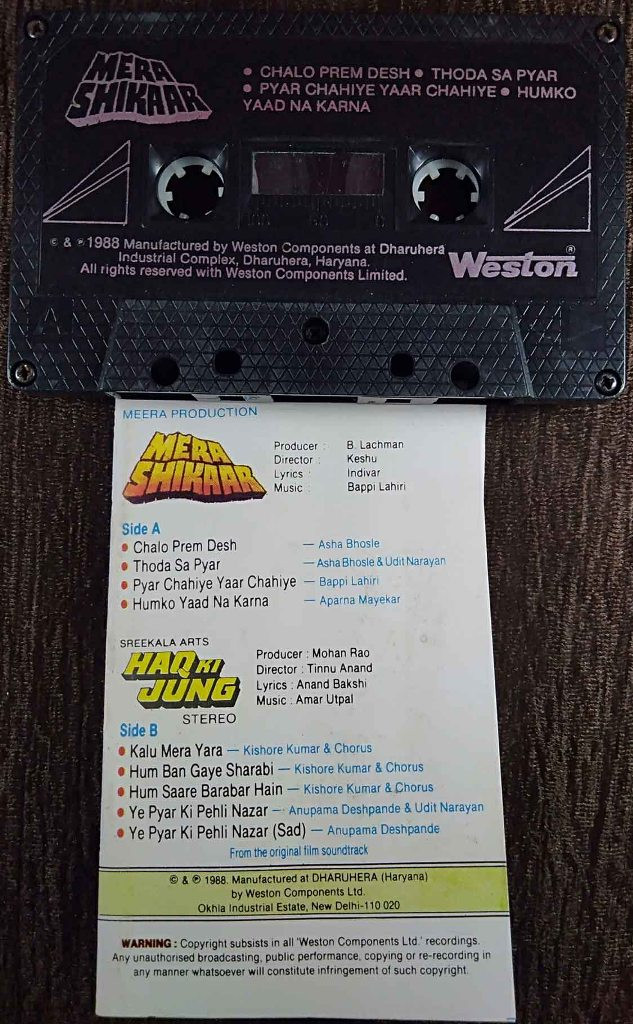 MERA
SHIKAAR
• CHALO PREM DESH • THODA SA PYAR
• PYAR CHAHIYE YAAR CHAHIYE • HUMKO
YAAD NA KARNA
100 50 0
© & ℗ 1988 Manufactured by Weston Components at Dharuhera
Industrial Complex, Dharuhera, Haryana.
All rights reserved with Weston Components Limited.
Weston®
A
MEERA PRODUCTION
MERA
SHIKAAR
Producer : B. Lachman
Director : Keshu
Lyrics : Indivar
Music : Bappi Lahiri
Side A
• Chalo Prem Desh — Asha Bhosle
• Thoda Sa Pyar — Asha Bhosle & Udit Narayan
• Pyar Chahiye Yaar Chahiye — Bappi Lahiri
• Humko Yaad Na Karna — Aparna Mayekar
SREEKALA ARTS
HAQ KI
JUNG
STEREO
Producer : Mohan Rao
Director : Tinnu Anand
Lyrics : Anand Bakshi
Music : Amar Utpal
Side B
• Kalu Mera Yara — Kishore Kumar & Chorus
• Hum Ban Gaye Sharabi — Kishore Kumar & Chorus
• Hum Saare Barabar Hain — Kishore Kumar & Chorus
• Ye Pyar Ki Pehli Nazar — Anupama Deshpande & Udit Narayan
• Ye Pyar Ki Pehli Nazar (Sad) — Anupama Deshpande
From the original film soundtrack
© & ℗ 1988. Manufactured at DHARUHERA (Haryana)
by Weston Components Ltd.
Okhla Industrial Estate, New Delhi-110 020
WARNING : Copyright subsists in all 'Weston Components Ltd.' recordings.
Any unauthorised broadcasting, public performance, copying or re-recording in
any manner whatsoever will constitute infringement of such copyright.